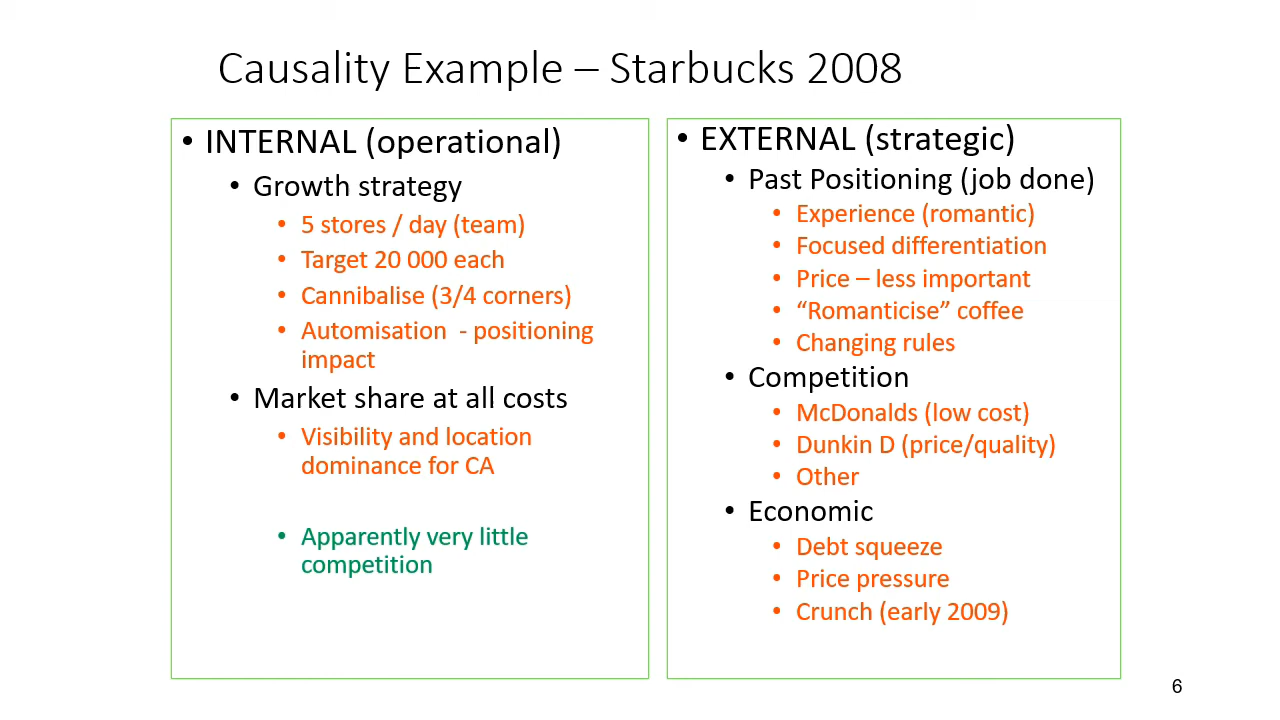 Causality Example – Starbucks 2008
• INTERNAL (operational)
• Growth strategy
• 5 stores / day (team)
• Target 20 000 each
• Cannibalise (3/4 corners)
• Automisation - positioning
impact
• Market share at all costs
• Visibility and location
dominance for CA
• Apparently very little
competition
• EXTERNAL (strategic)
• Past Positioning (job done)
• Experience (romantic)
• Focused differentiation
• Price – less important
• “Romanticise” coffee
• Changing rules
• Competition
• McDonalds (low cost)
• Dunkin D (price/quality)
• Other
• Economic
• Debt squeeze
• Price pressure
• Crunch (early 2009)
6